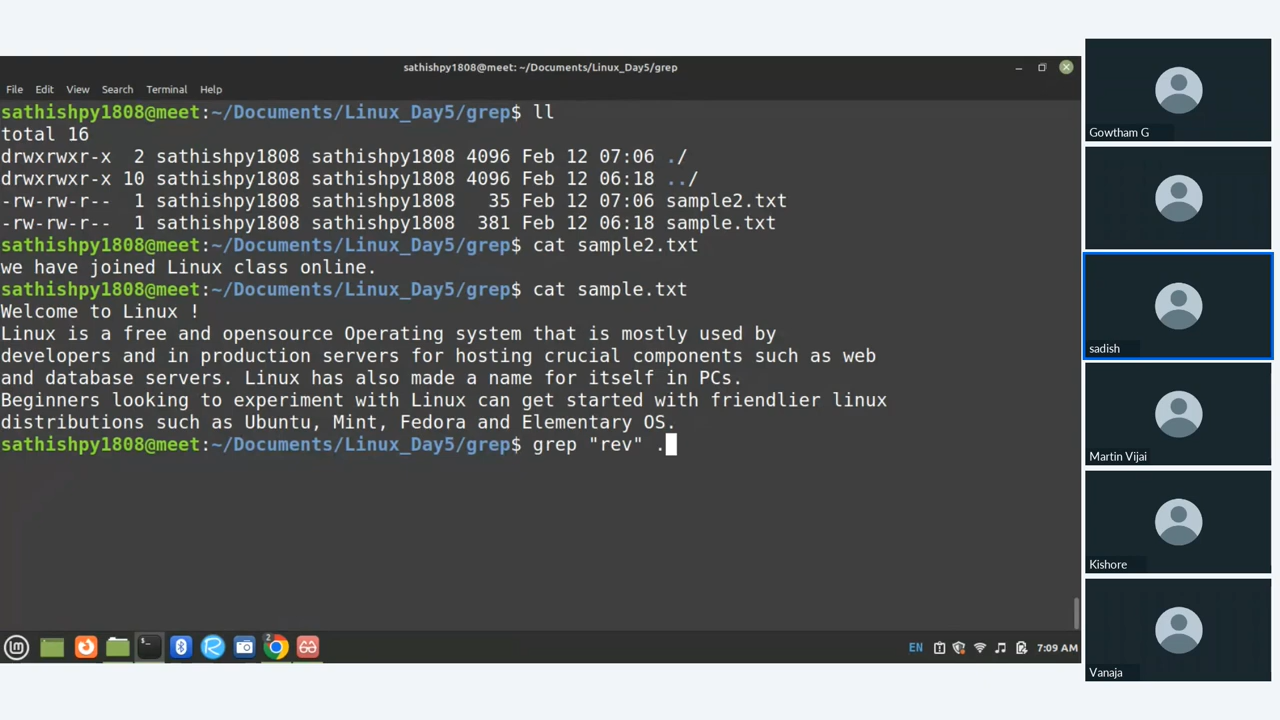 sathishpy1808@meet: ~/Documents/Linux_Day5/grep
File Edit View Search Terminal Help
sathishpy1808@meet:~/Documents/Linux_Day5/grep$ ll
total 16
drwxrwxr-x 2 sathishpy1808 sathishpy1808 4096 Feb 12 07:06 ./
drwxrwxr-x 10 sathishpy1808 sathishpy1808 4096 Feb 12 06:18 ../
-rw-rw-r-- 1 sathishpy1808 sathishpy1808 35 Feb 12 07:06 sample2.txt
-rw-rw-r-- 1 sathishpy1808 sathishpy1808 381 Feb 12 06:18 sample.txt
sathishpy1808@meet:~/Documents/Linux_Day5/grep$ cat sample2.txt
we have joined Linux class online.
sathishpy1808@meet:~/Documents/Linux_Day5/grep$ cat sample.txt
Welcome to Linux !
Linux is a free and opensource Operating system that is mostly used by
developers and in production servers for hosting crucial components such as web
and database servers. Linux has also made a name for itself in PCs.
Beginners looking to experiment with Linux can get started with friendlier linux
distributions such as Ubuntu, Mint, Fedora and Elementary OS.
sathishpy1808@meet:~/Documents/Linux_Day5/grep$ grep "rev" .
2
EN
7:09 AM
Gowtham G
sadish
Martin Vijai
Kishore
Vanaja